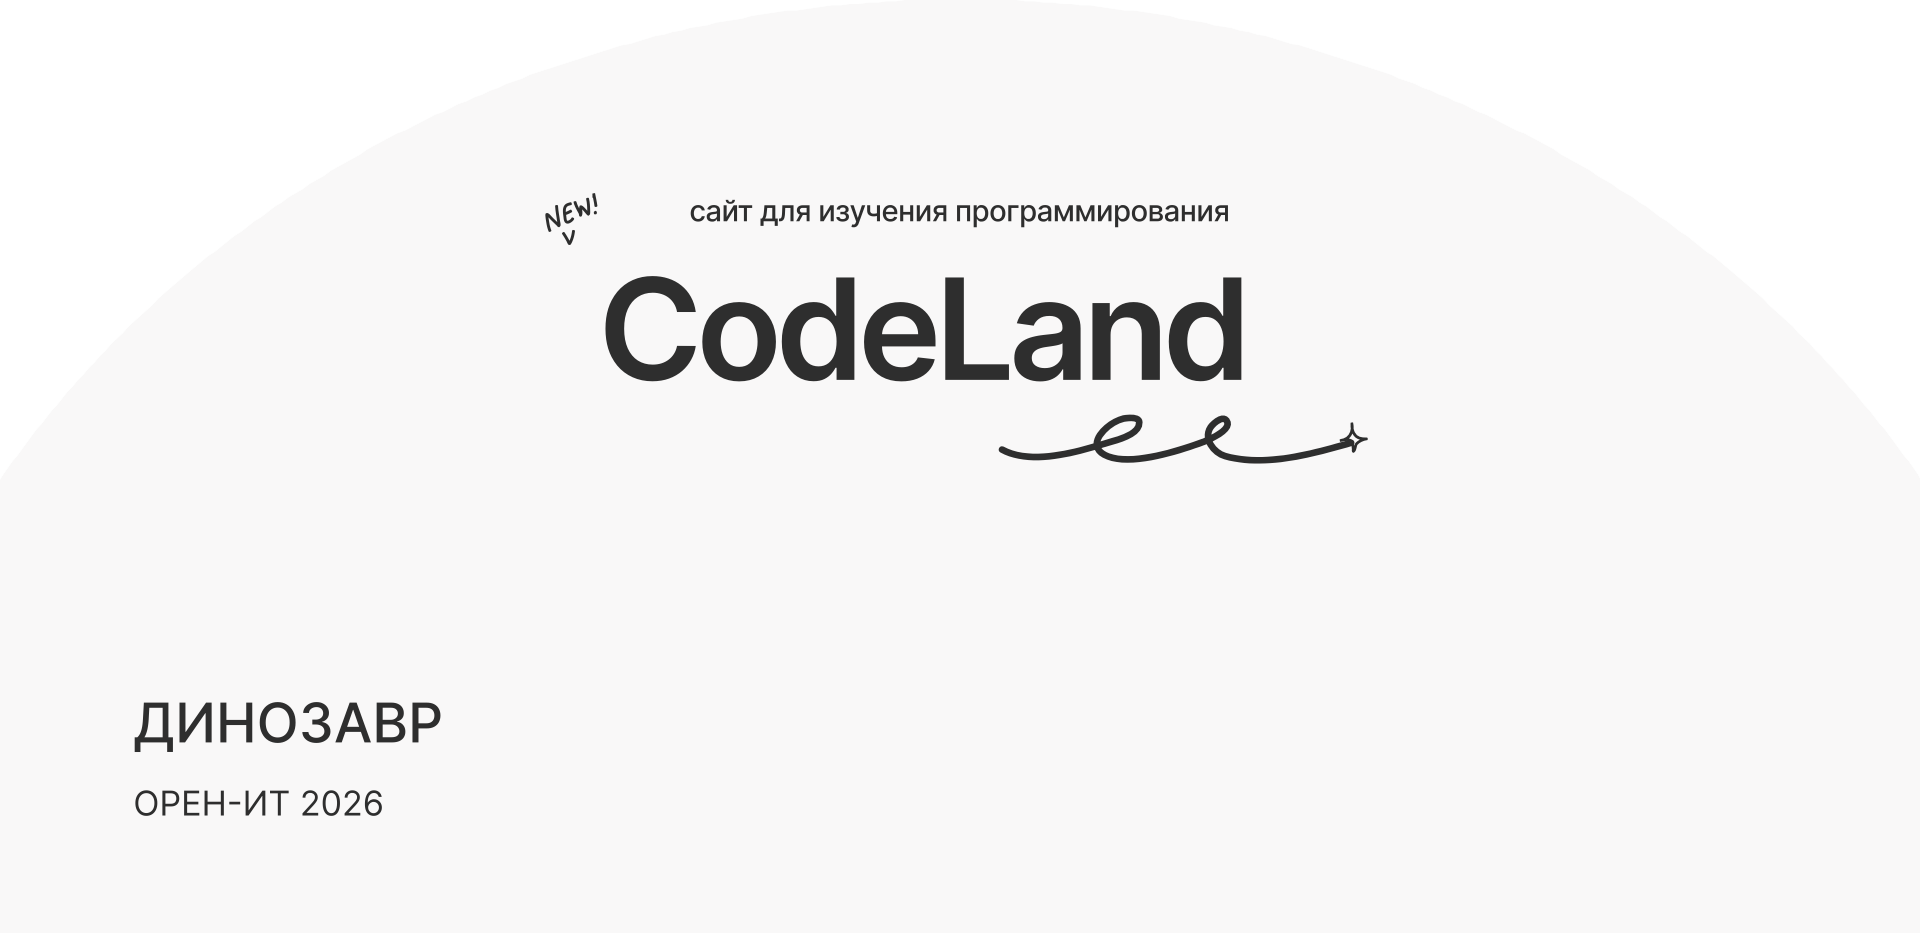 NEW!
сайт для изучения программирования
CodeLand
ДИНОЗАВР
ОРЕН-ИТ 2026